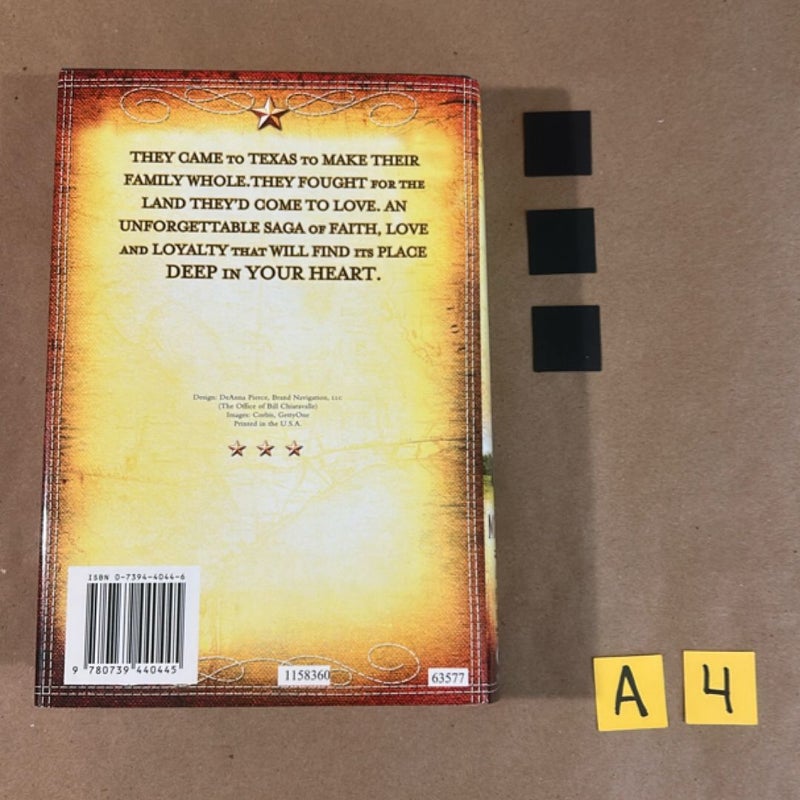 THEY CAME TO TEXAS TO MAKE THEIR
FAMILY WHOLE.THEY FOUGHT FOR THE
LAND THEY'D COME TO LOVE. AN
UNFORGETTABLE SAGA OF FAITH, LOVE
AND LOYALTY THAT WILL FIND ITS PLACE
DEEP IN YOUR HEART.
Design: DeAnna Pierce, Brand Navigation, LLC
(The Office of Bill Chiaravalle)
Images: Corbis, GettyOne
Printed in the U.S.A.
ISBN 0-7394-4044-6
9 780739 440445
1158360
63577
A 4